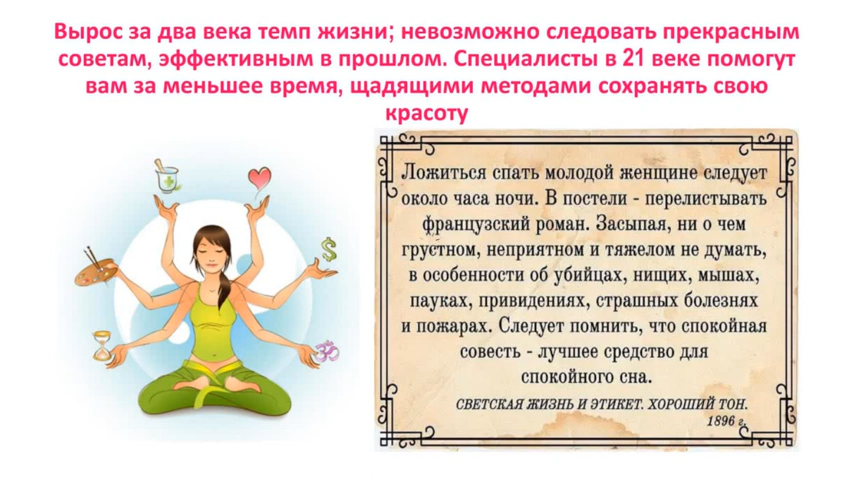 Вырос за два века темп жизни; невозможно следовать прекрасным
советам, эффективным в прошлом. Специалисты в 21 веке помогут
вам за меньшее время, щадящими методами сохранять свою
красоту
Ложиться спать молодой женщине следует
около часа ночи. В постели - перелистывать
французский роман. Засыпая, ни о чем
грустном, неприятном и тяжелом не думать,
в особенности об убийцах, нищих, мышах,
пауках, привидениях, страшных болезнях
и пожарах. Следует помнить, что спокойная
совесть - лучшее средство для
спокойного сна.
СВЕТСКАЯ ЖИЗНЬ И ЭТИКЕТ. ХОРОШИЙ ТОН.
1896 г.